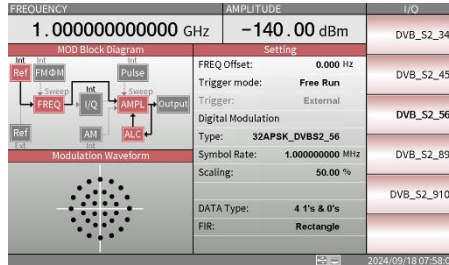 FREQUENCY
AMPLITUDE
I/Q
1.000000000000 GHz
−140.00 dBm
DVB_S2_34
DVB_S2_45
DVB_S2_56
DVB_S2_89
DVB_S2_910
MOD Block Diagram
Int
Int
Int
Ref
FMΦM
Pulse
Sweep
Int
Sweep
FREQ
I/Q
AMPL
Output
Ref
AM
ALC
Ext
Int
Modulation Waveform
Setting
FREQ Offset: 0.000 Hz
Trigger mode: Free Run
Trigger: External
Digital Modulation
Type: 32APSK_DVBS2_56
Symbol Rate: 1.000000000 MHz
Scaling: 50.00 %
DATA Type: 4 1's & 0's
FIR: Rectangle
2024/09/18 07:58:0